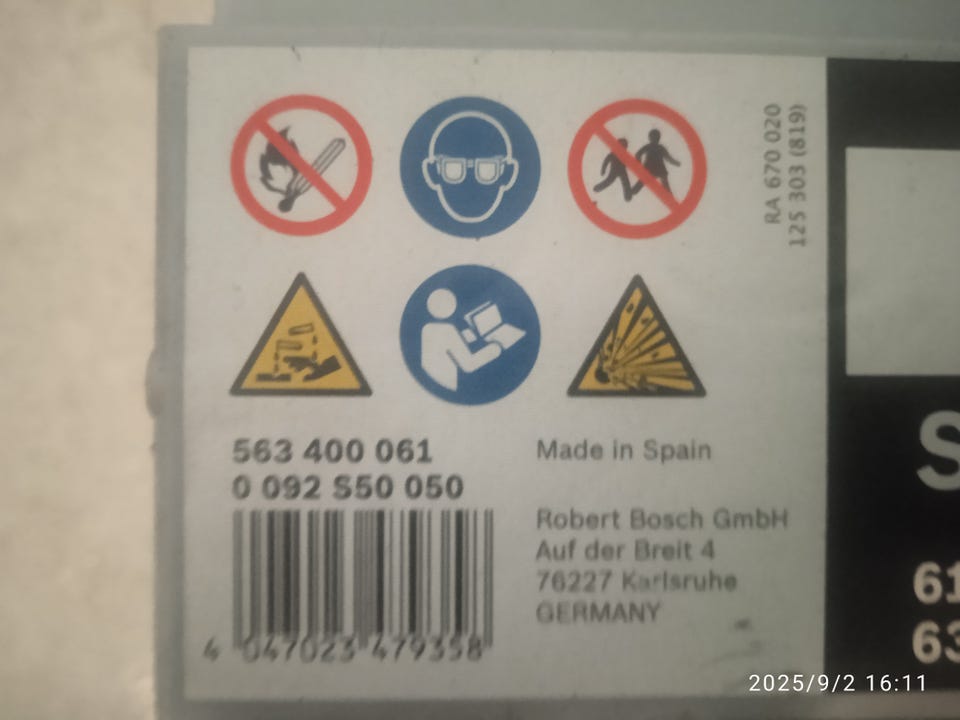 RA 670 020
125 303 (819)
563 400 061
0 092 S50 050
Made in Spain
Robert Bosch GmbH
Auf der Breit 4
76227 Karlsruhe
GERMANY
4 047023 479358
S
61
63
2025/9/2 16:11